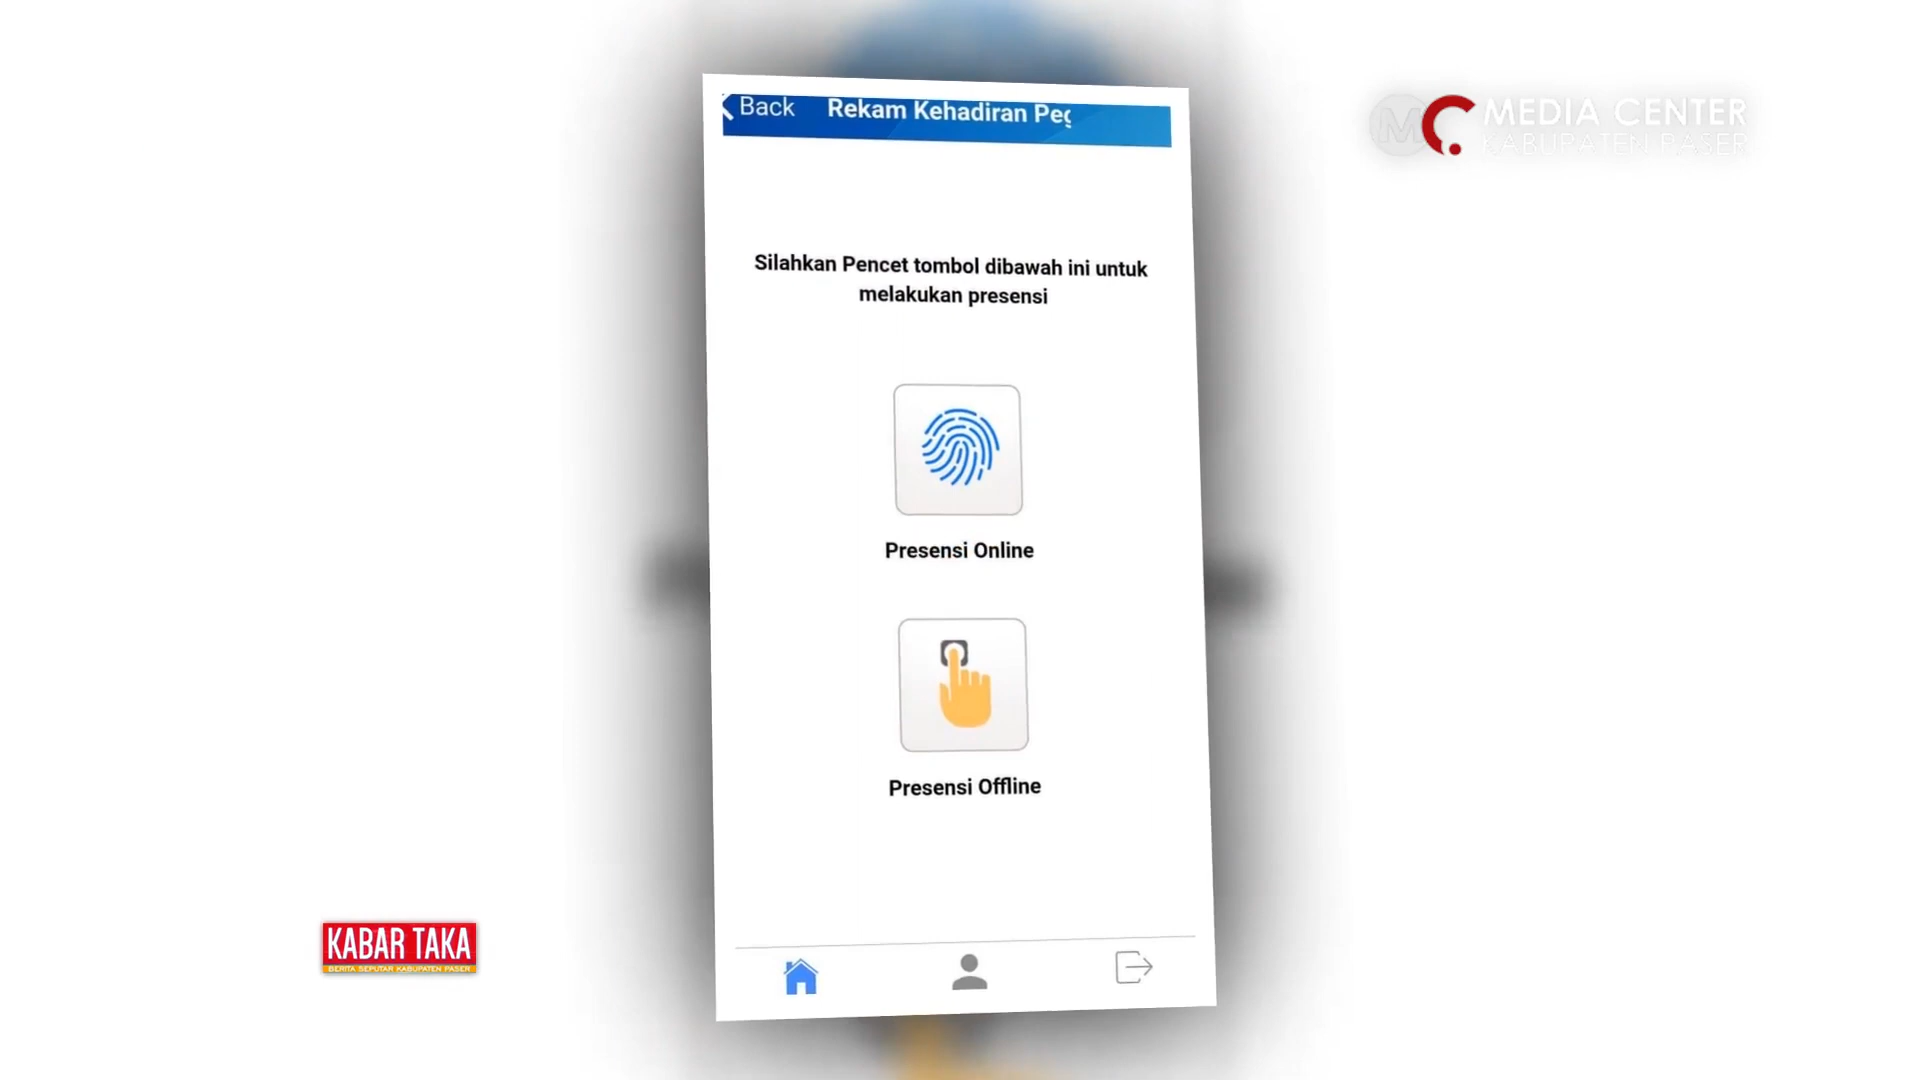 Back
Rekam Kehadiran Peg
Silahkan Pencet tombol dibawah ini untuk
melakukan presensi
Presensi Online
Presensi Offline
MC
MEDIA CENTER
KABUPATEN PASER
KABAR TAKA
BERITA SEPUTAR KABUPATEN PASER